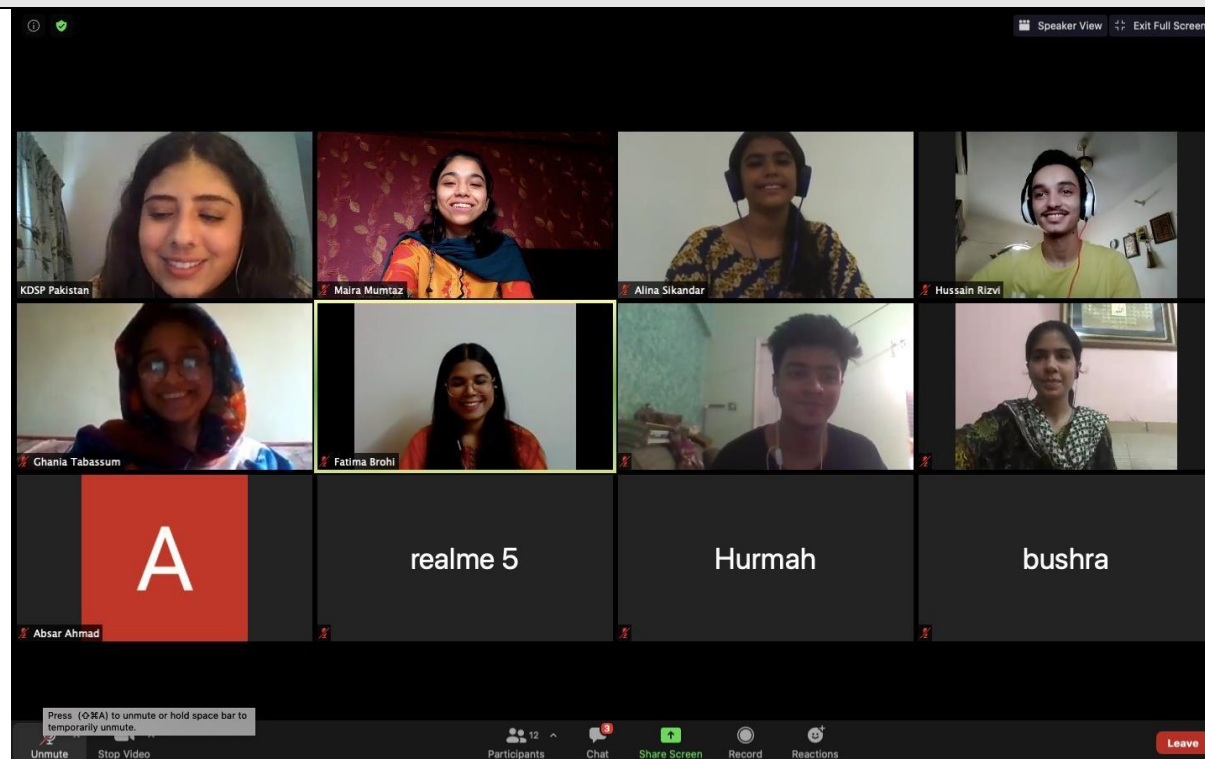 Speaker View Exit Full Screen
KDSP Pakistan
Maira Mumtaz
Alina Sikandar
Hussain Rizvi
Ghania Tabassum
Fatima Brohi
A
realme 5
Hurmah
bushra
Absar Ahmad
Press (⇧⌘A) to unmute or hold space bar to
temporarily unmute.
12
3
Unmute Stop Video Participants Chat Share Screen Record Reactions Leave